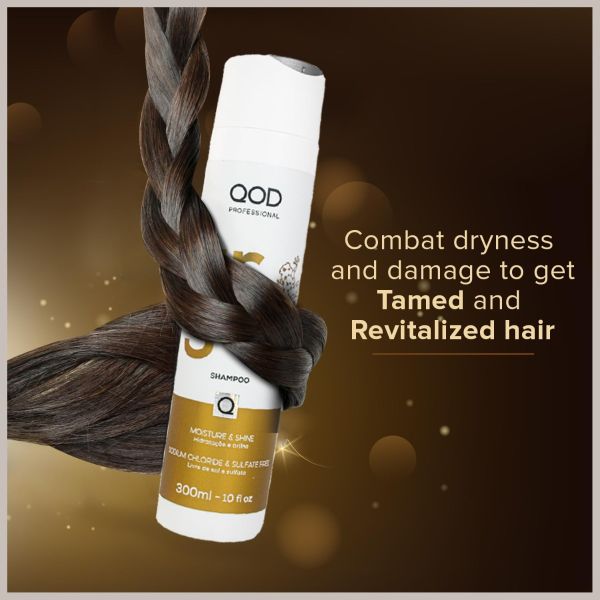 QOD
PROFESSIONAL
SHAMPOO
Q
MOISTURE & SHINE
Hidratação e brilho
SODIUM CHLORIDE & SULFATE FREE
Livre de sal e sulfato
300ml - 10 fl oz
Combat dryness
and damage to get
Tamed and
Revitalized hair